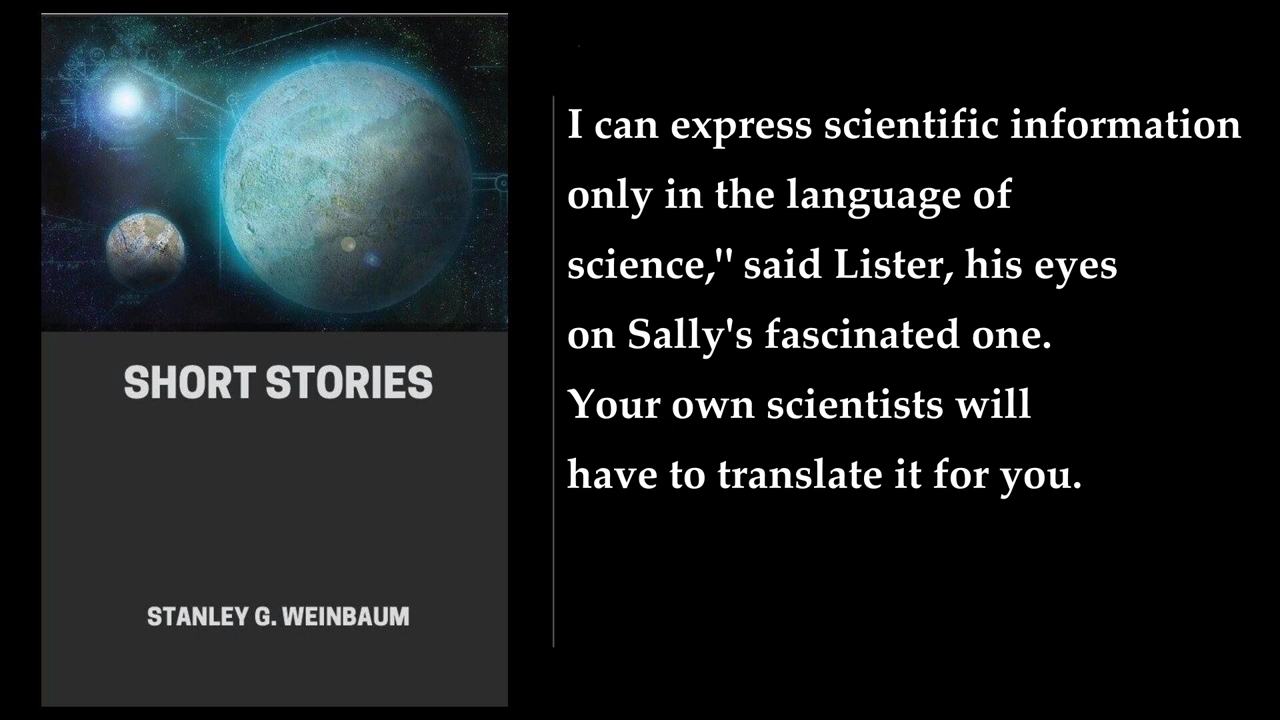 SHORT STORIES
STANLEY G. WEINBAUM
I can express scientific information
only in the language of
science," said Lister, his eyes
on Sally's fascinated one.
Your own scientists will
have to translate it for you.